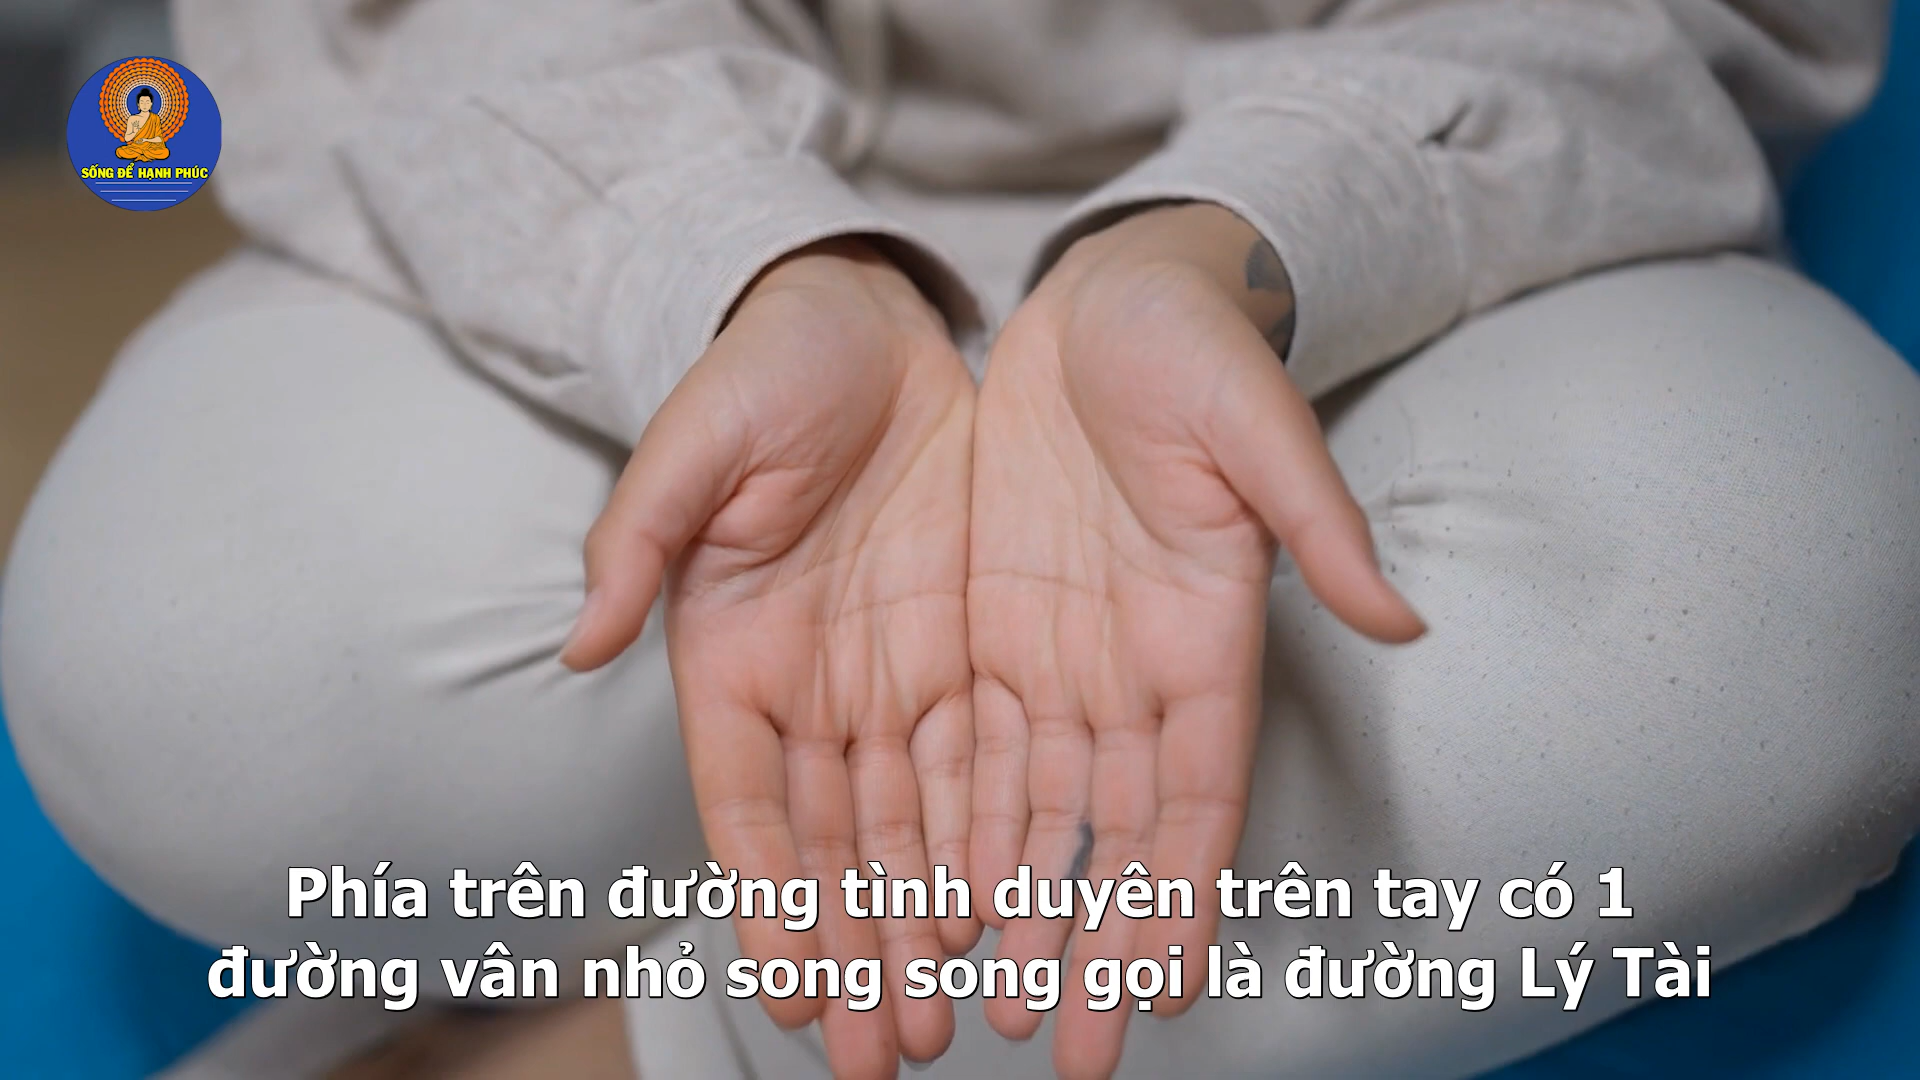 SỐNG ĐỂ HẠNH PHÚC
Phía trên đường tình duyên trên tay có 1
đường vân nhỏ song song gọi là đường Lý Tài